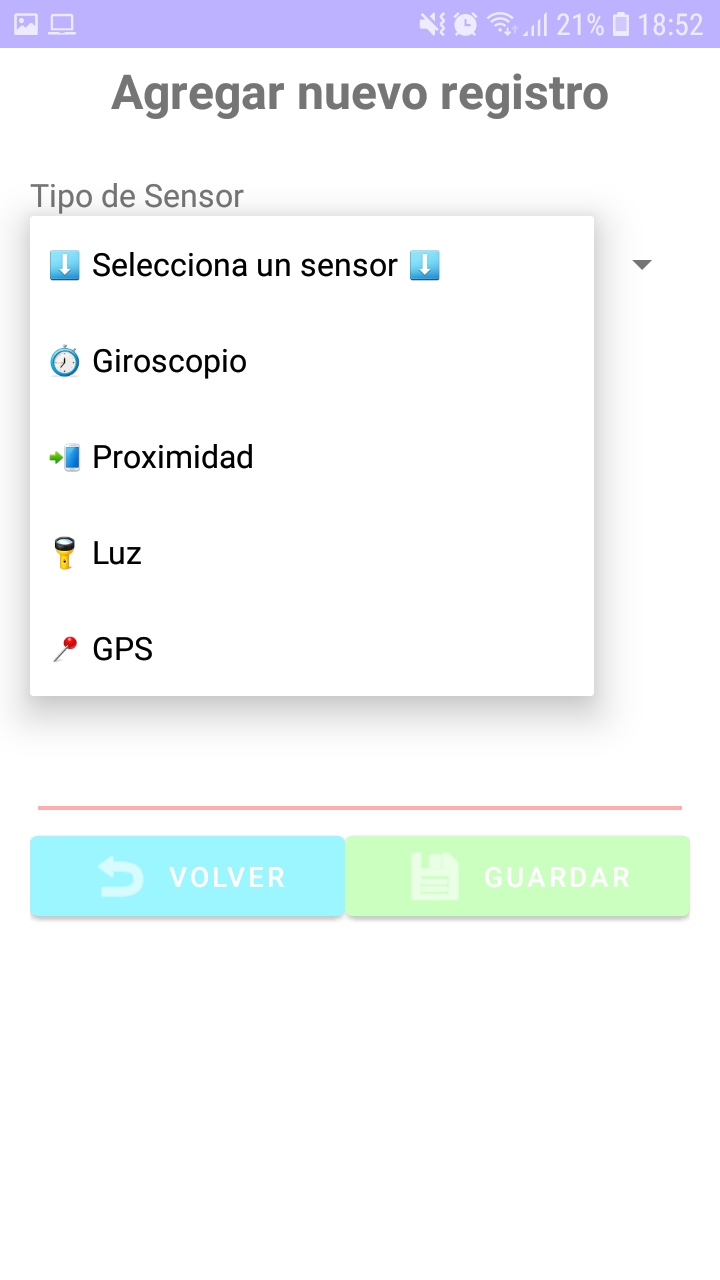 21% 18:52
Agregar nuevo registro
Tipo de Sensor
⬇️ Selecciona un sensor ⬇️
⏱️ Giroscopio
📲 Proximidad
🔦 Luz
📍 GPS
VOLVER GUARDAR